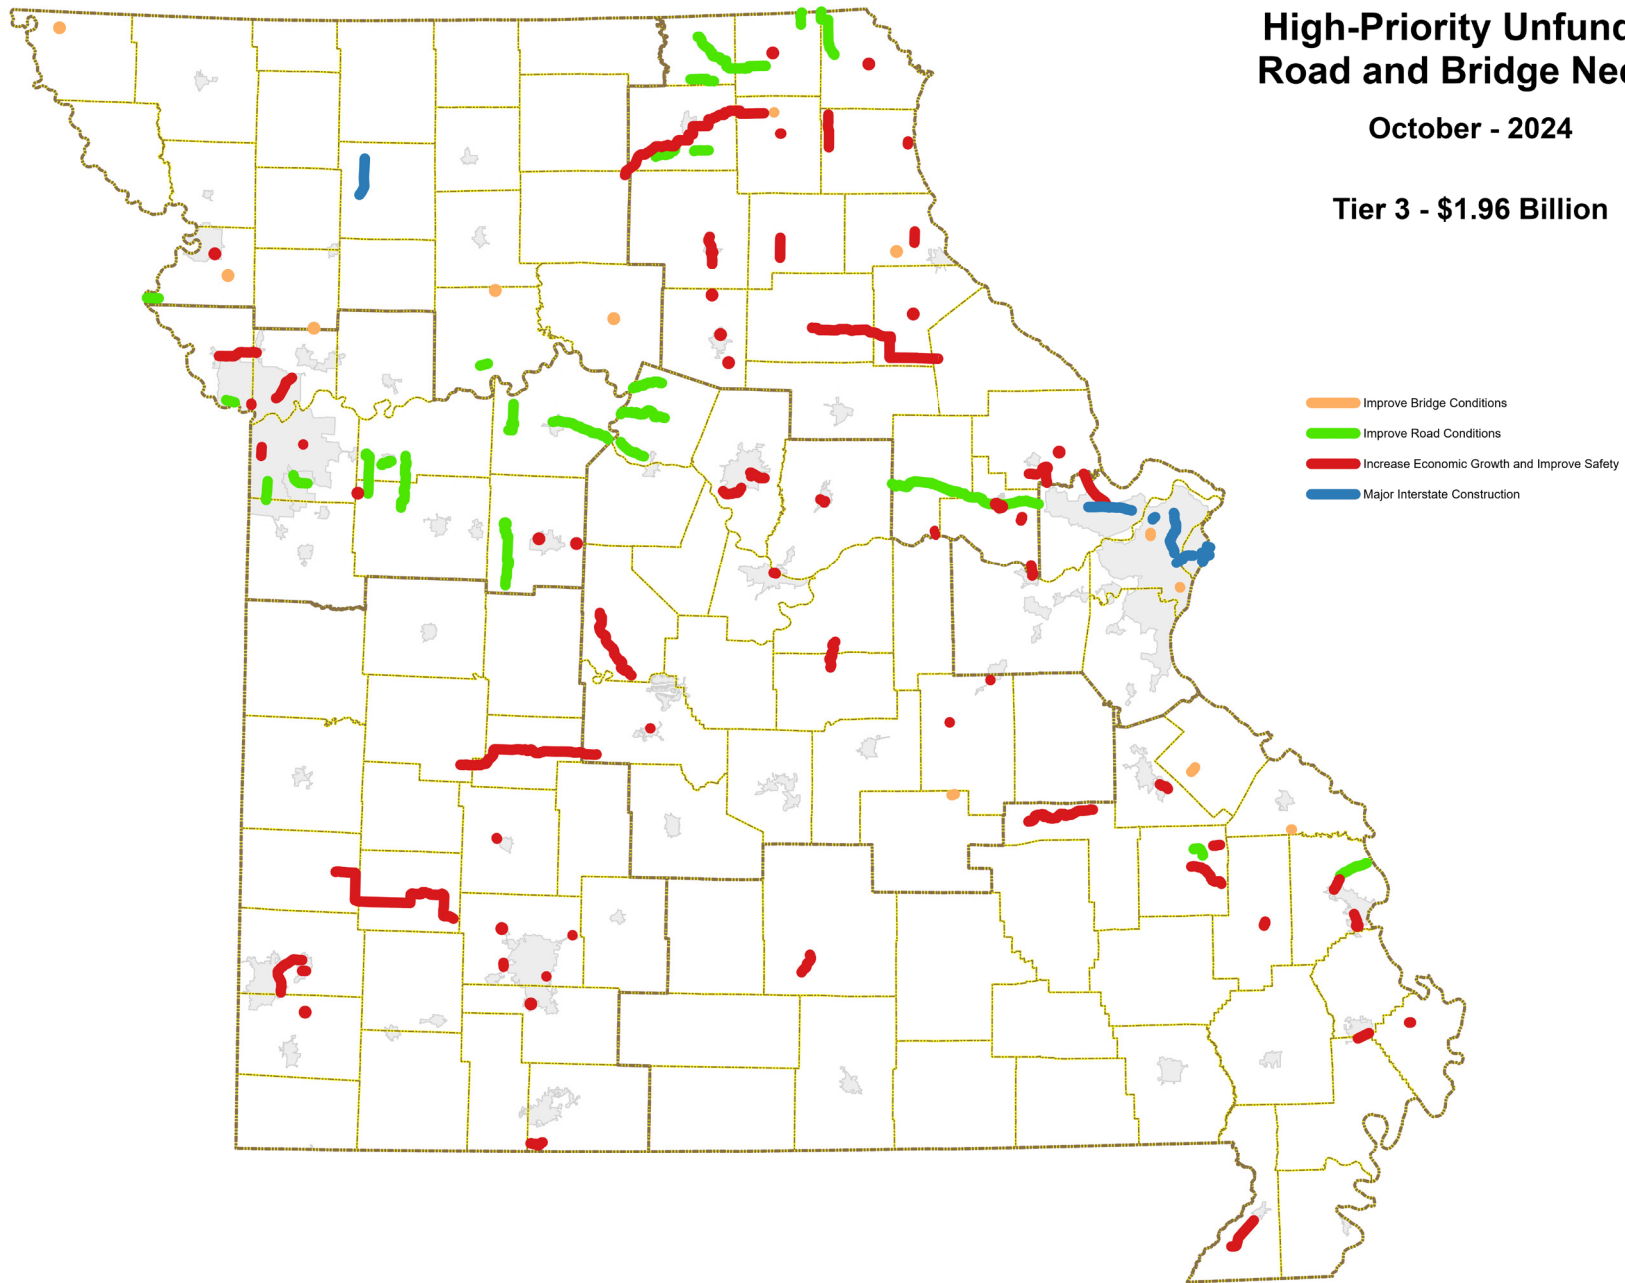 High-Priority Unfund
Road and Bridge Nee
October - 2024
Tier 3 - $1.96 Billion
Improve Bridge Conditions
Improve Road Conditions
Increase Economic Growth and Improve Safety
Major Interstate Construction